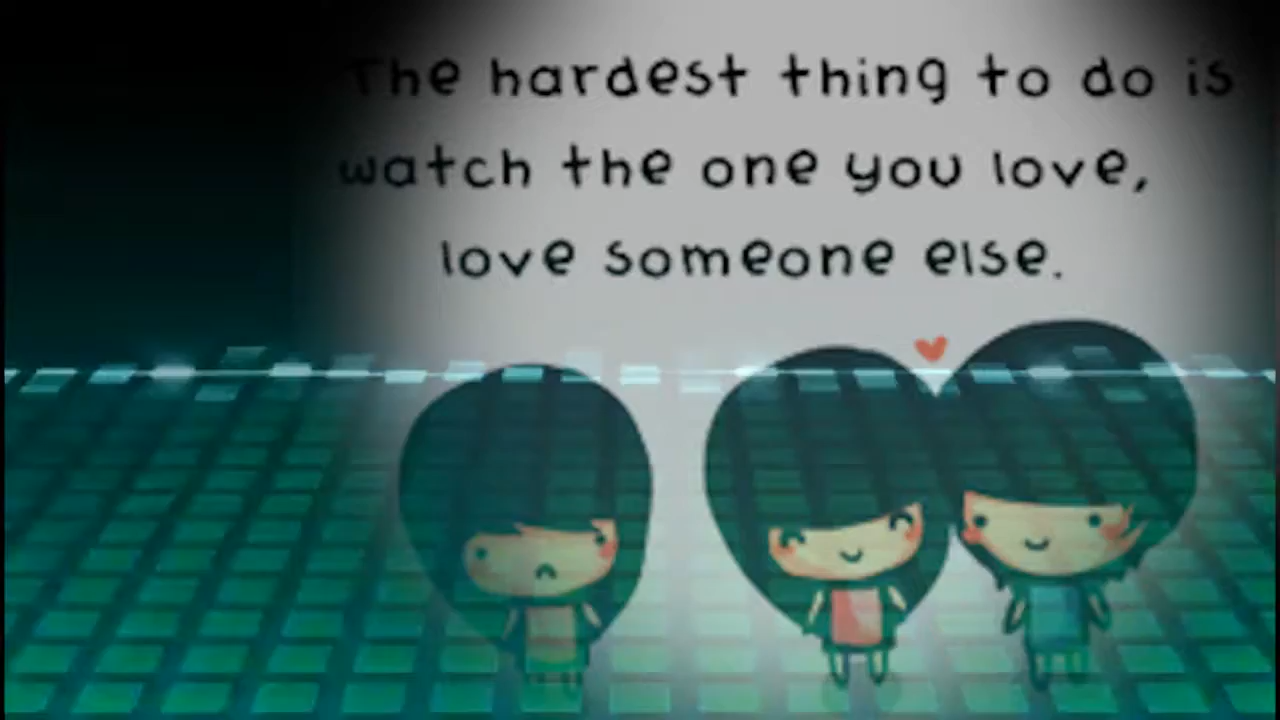 The hardest thing to do is
watch the one you love,
love someone else.